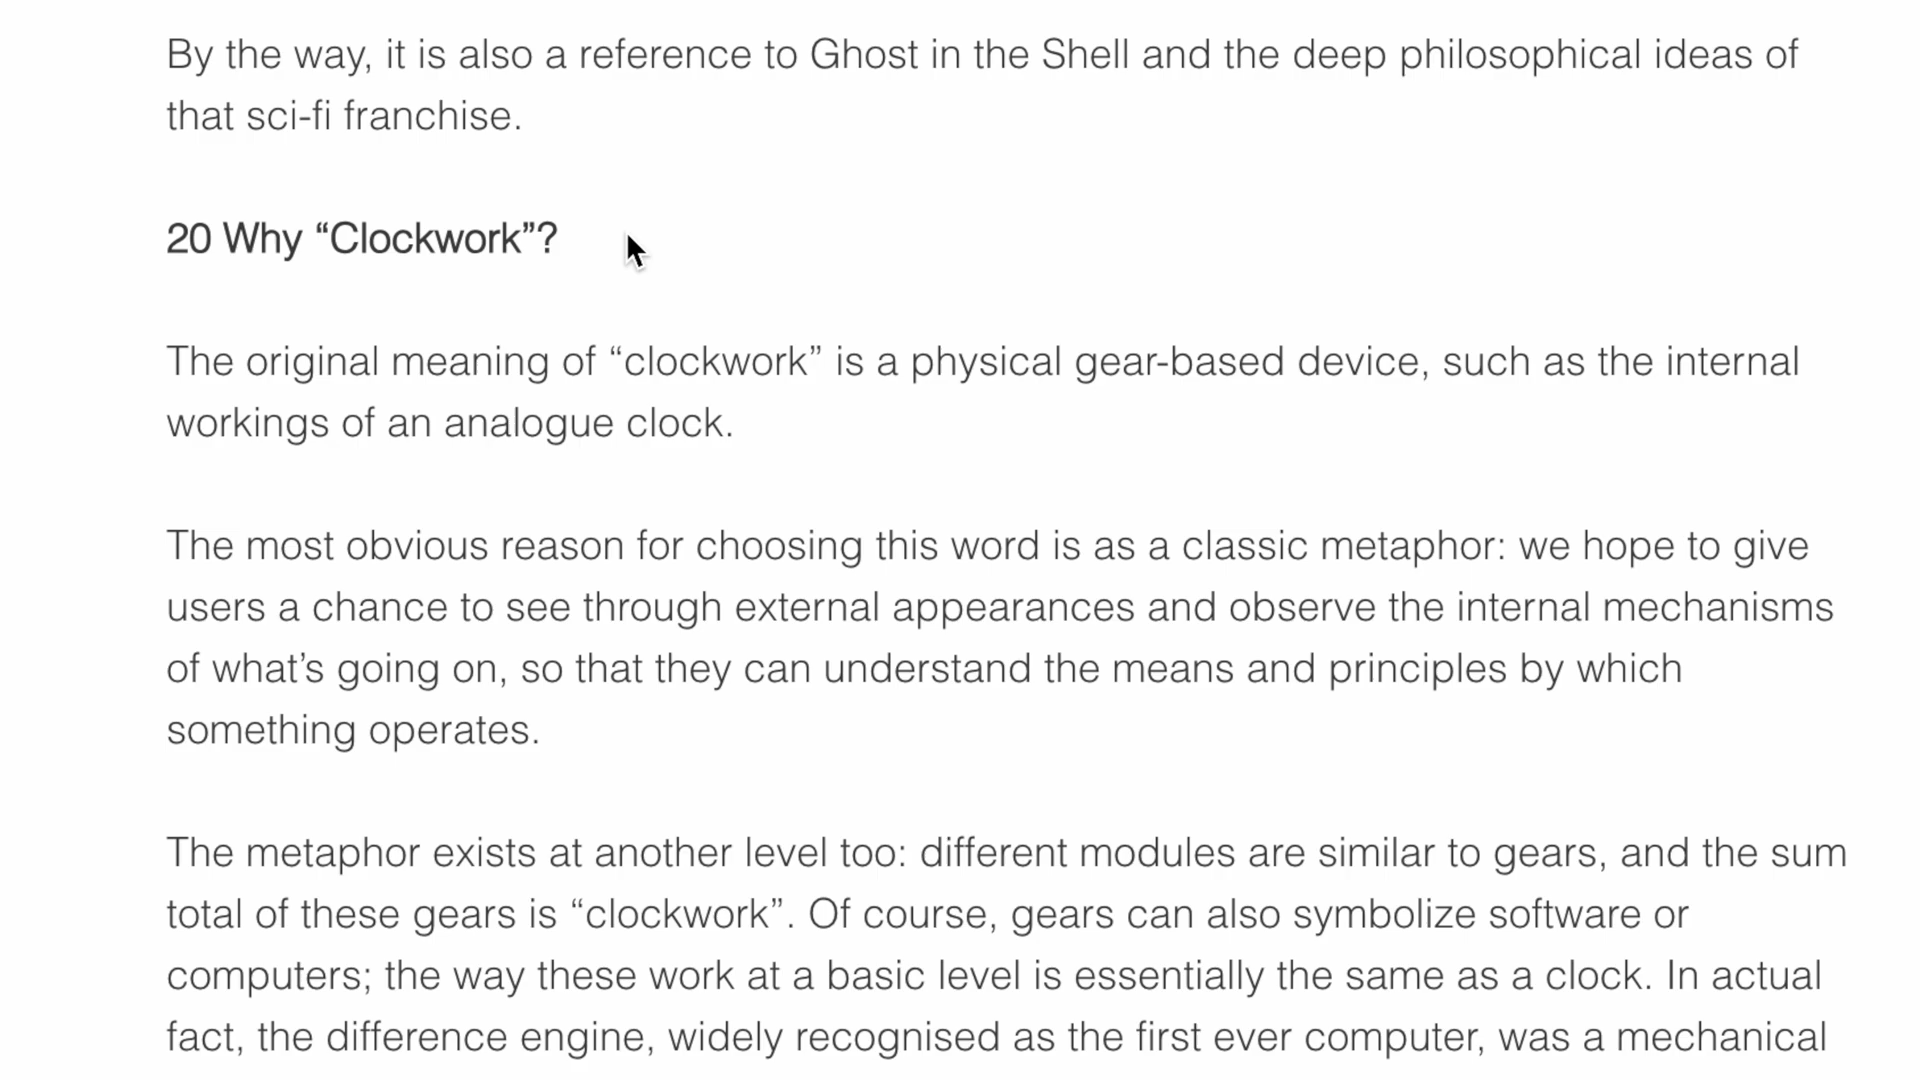 By the way, it is also a reference to Ghost in the Shell and the deep philosophical ideas of
that sci-fi franchise.
20 Why “Clockwork”?
The original meaning of “clockwork” is a physical gear-based device, such as the internal
workings of an analogue clock.
The most obvious reason for choosing this word is as a classic metaphor: we hope to give
users a chance to see through external appearances and observe the internal mechanisms
of what’s going on, so that they can understand the means and principles by which
something operates.
The metaphor exists at another level too: different modules are similar to gears, and the sum
total of these gears is “clockwork”. Of course, gears can also symbolize software or
computers; the way these work at a basic level is essentially the same as a clock. In actual
fact, the difference engine, widely recognised as the first ever computer, was a mechanical